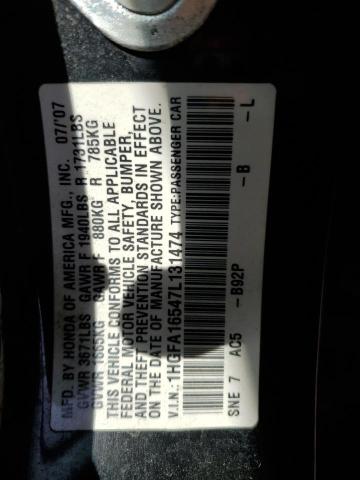 MFD. BY HONDA OF AMERICA MFG., INC. 07/'07
GVWR 3671LBS GAWR F 1940LBS R 1731LBS
GVWR 1665KG GAWR F 880KG R 785KG
THIS VEHICLE CONFORMS TO ALL APPLICABLE
FEDERAL MOTOR VEHICLE SAFETY, BUMPER,
AND THEFT PREVENTION STANDARDS IN EFFECT
ON THE DATE OF MANUFACTURE SHOWN ABOVE.
V.I.N.: 1HGFA16547L131474 TYPE:PASSENGER CAR
SNE 7 AC5 -B92P -B -L